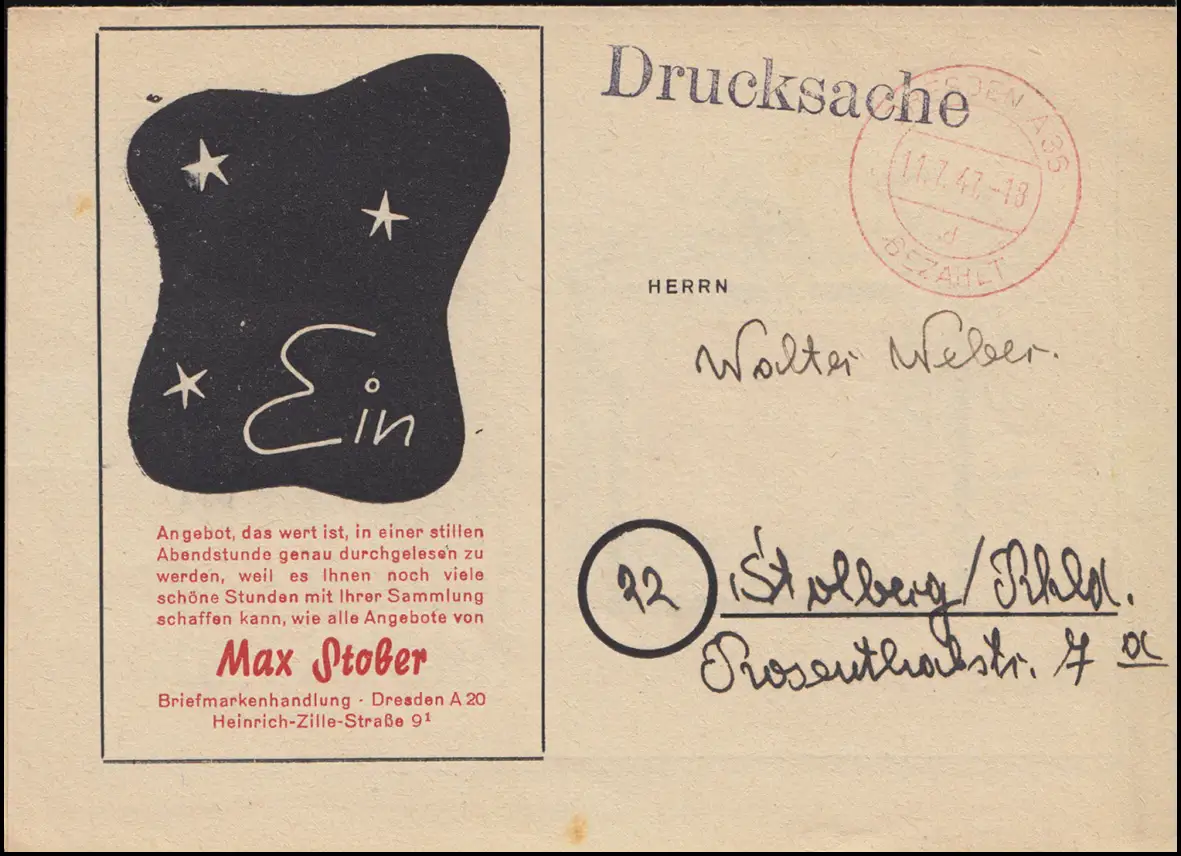 Drucksache
DRESDEN A 36
11.7.47.-18
d
BEZAHLT
Ein
Angebot, das wert ist, in einer stillen
Abendstunde genau durchgelesen zu
werden, weil es Ihnen noch viele
schöne Stunden mit Ihrer Sammlung
schaffen kann, wie alle Angebote von
Max Stober
Briefmarkenhandlung · Dresden A 20
Heinrich-Zille-Straße 9¹
HERRN
Walter Weber.
22 Stolberg/Rhld.
Rosenthalstr. 7 a